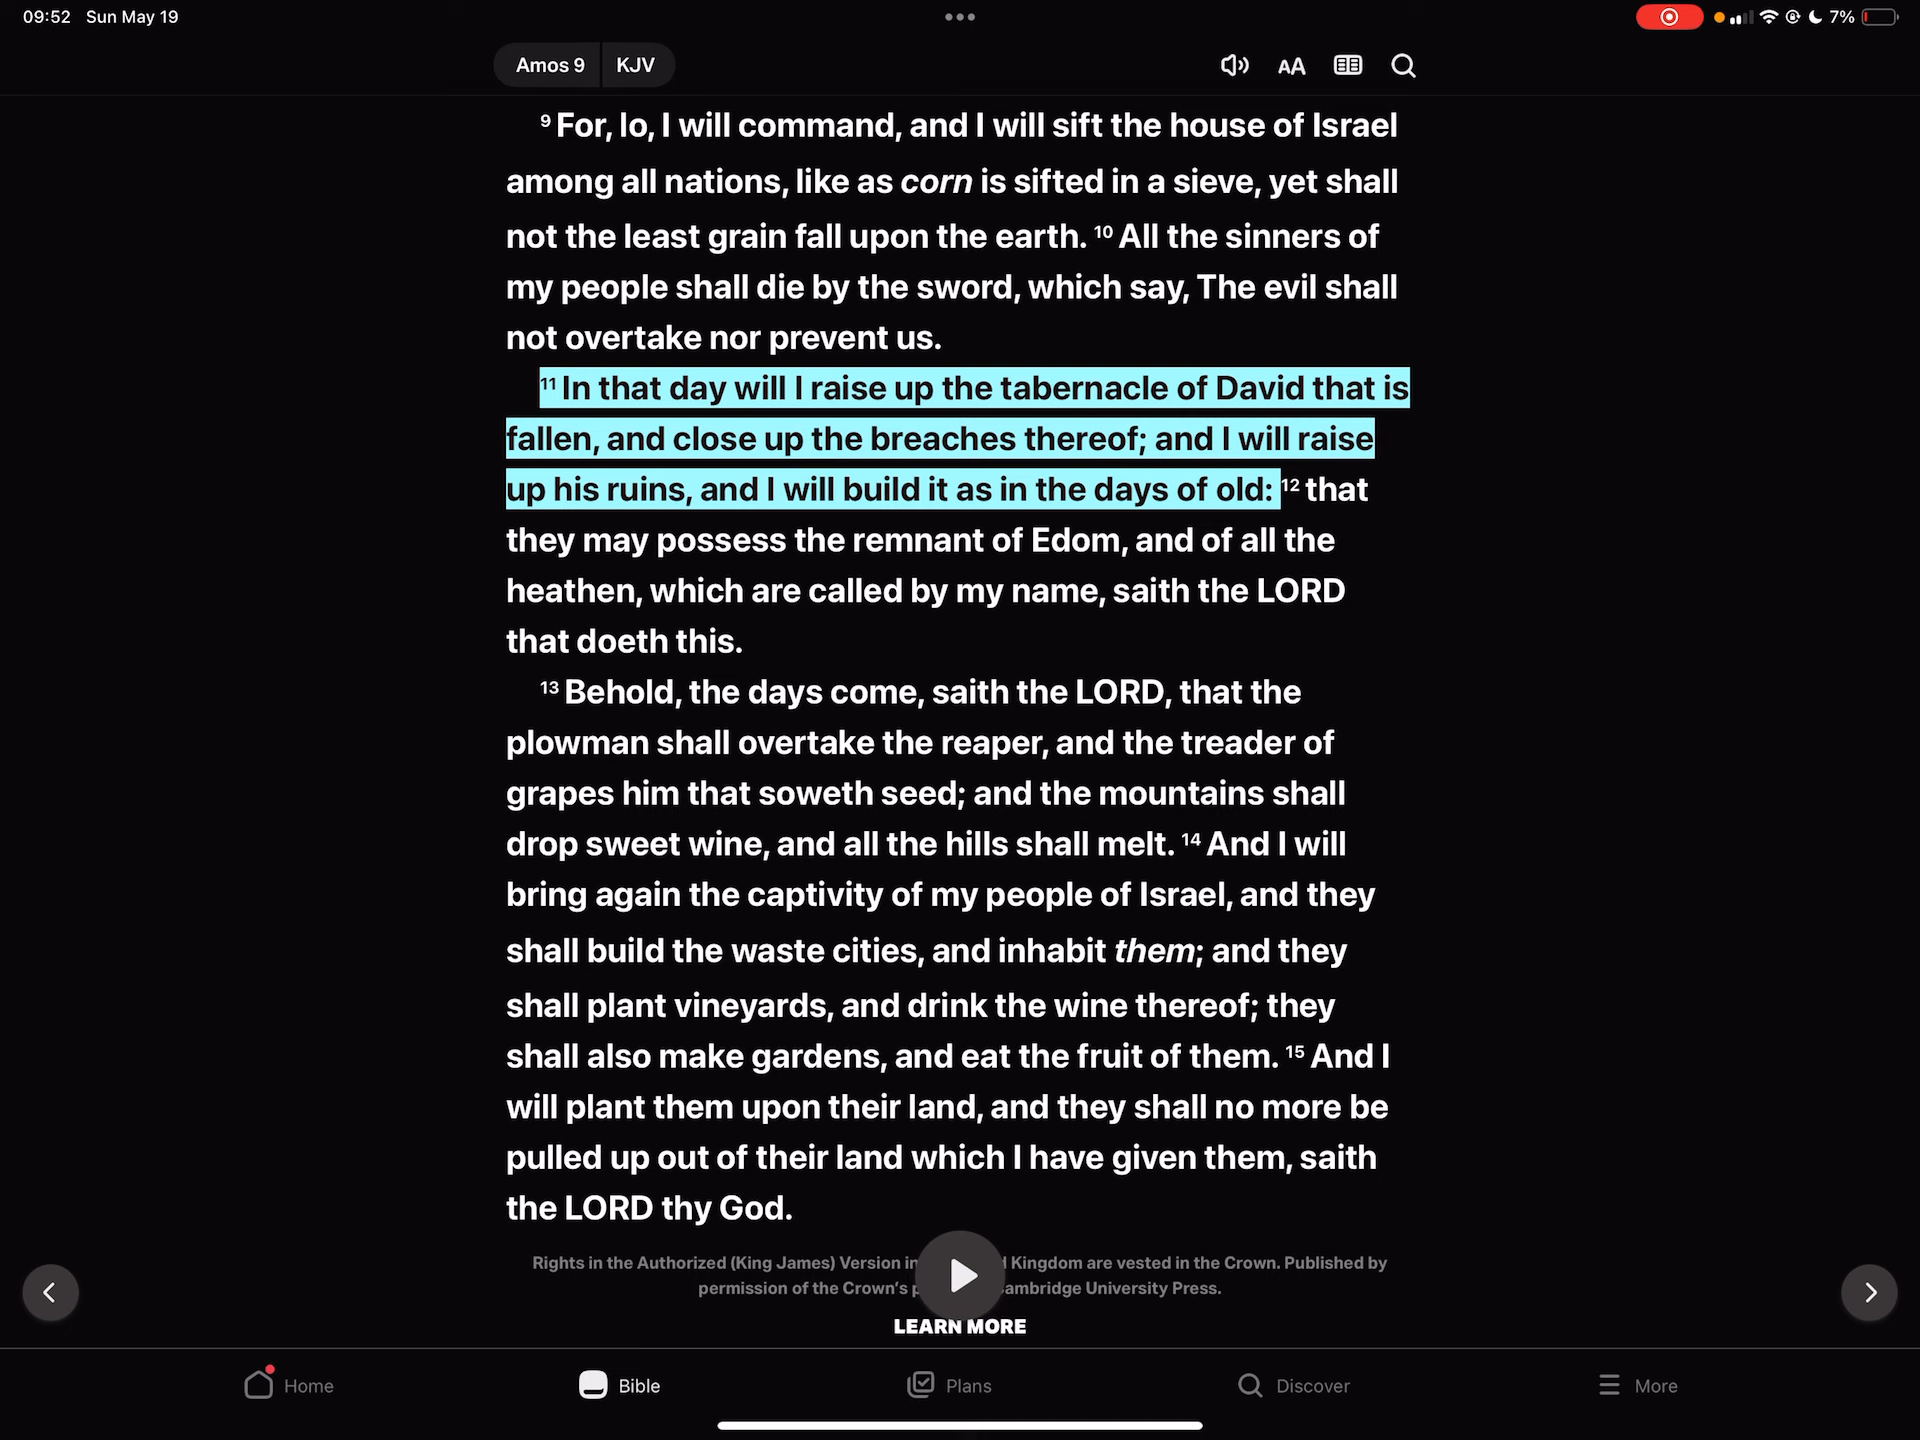 09:52 Sun May 19
7%
Amos 9 KJV
AA
9 For, lo, I will command, and I will sift the house of Israel
among all nations, like as corn is sifted in a sieve, yet shall
not the least grain fall upon the earth. 10 All the sinners of
my people shall die by the sword, which say, The evil shall
not overtake nor prevent us.
11 In that day will I raise up the tabernacle of David that is
fallen, and close up the breaches thereof; and I will raise
up his ruins, and I will build it as in the days of old: 12 that
they may possess the remnant of Edom, and of all the
heathen, which are called by my name, saith the LORD
that doeth this.
13 Behold, the days come, saith the LORD, that the
plowman shall overtake the reaper, and the treader of
grapes him that soweth seed; and the mountains shall
drop sweet wine, and all the hills shall melt. 14 And I will
bring again the captivity of my people of Israel, and they
shall build the waste cities, and inhabit them; and they
shall plant vineyards, and drink the wine thereof; they
shall also make gardens, and eat the fruit of them. 15 And I
will plant them upon their land, and they shall no more be
pulled up out of their land which I have given them, saith
the LORD thy God.
Rights in the Authorized (King James) Version in Kingdom are vested in the Crown. Published by
permission of the Crown's Cambridge University Press.
LEARN MORE
Home Bible Plans Discover More